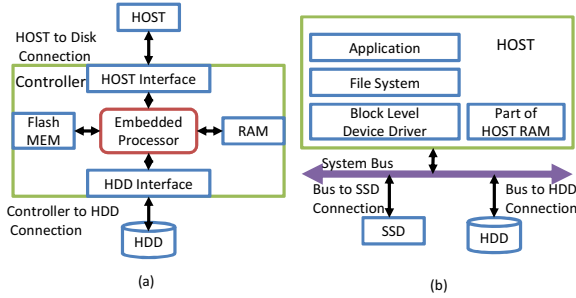 HOST
HOST to Disk
Connection
Controller
HOST Interface
Flash
MEM
Embedded
Processor
RAM
HDD Interface
Controller to HDD
Connection
HDD
(a)
HOST
Application
File System
Block Level
Device Driver
Part of
HOST RAM
System Bus
Bus to SSD
Connection
Bus to HDD
Connection
SSD
HDD
(b)